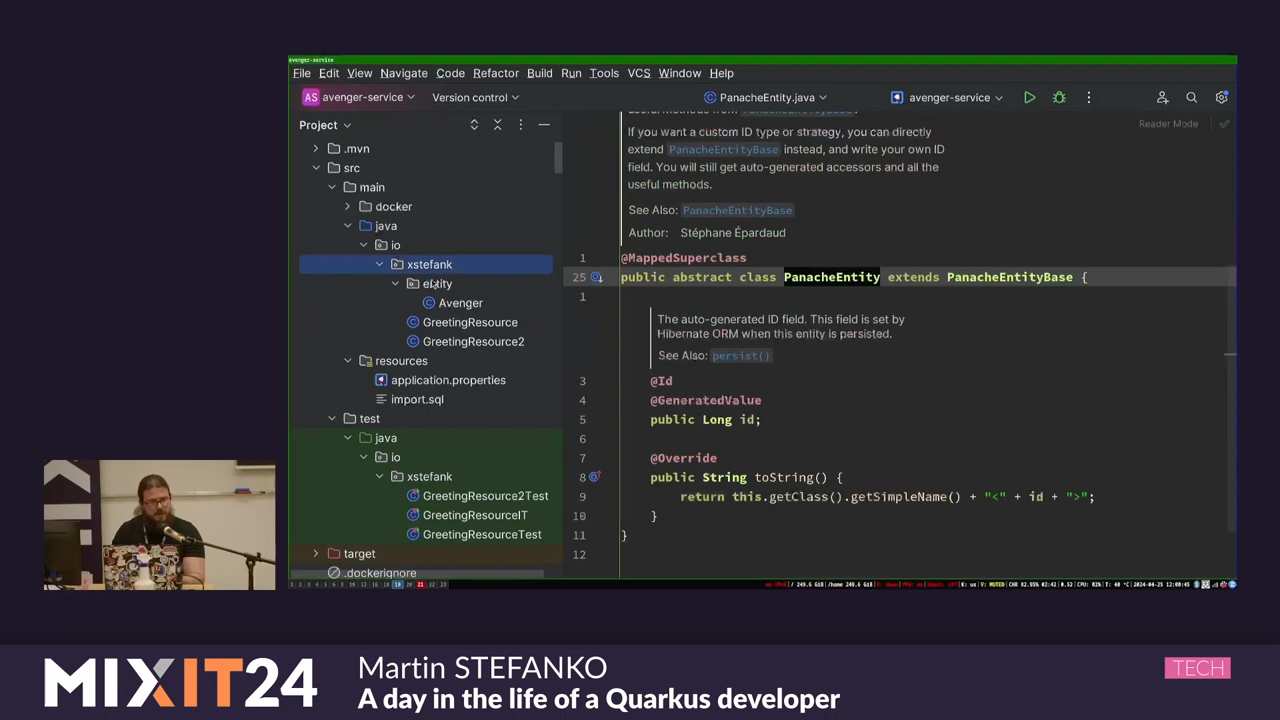 avenger-service
File Edit View Navigate Code Refactor Build Run Tools VCS Window Help
AS avenger-service Version control PanacheEntity.java avenger-service
Project
Reader Mode
.mvn
src
main
docker
java
io
xstefank
entity
Avenger
GreetingResource
GreetingResource2
resources
application.properties
import.sql
test
java
io
xstefank
GreetingResource2Test
GreetingResourceIT
GreetingResourceTest
target
.dockerignore
useful methods from PanacheEntityBase.
If you want a custom ID type or strategy, you can directly
extend PanacheEntityBase instead, and write your own ID
field. You will still get auto-generated accessors and all the
useful methods.
See Also: PanacheEntityBase
Author: Stéphane Épardaud
1 @MappedSuperclass
25 public abstract class PanacheEntity extends PanacheEntityBase {
1
The auto-generated ID field. This field is set by
Hibernate ORM when this entity is persisted.
See Also: persist()
3 @Id
4 @GeneratedValue
5 public Long id;
6
7 @Override
8 public String toString() {
9 return this.getClass().getSimpleName() + "<" + id + ">";
10 }
11 }
12
MIXIT24
Martin STEFANKO
A day in the life of a Quarkus developer
TECH